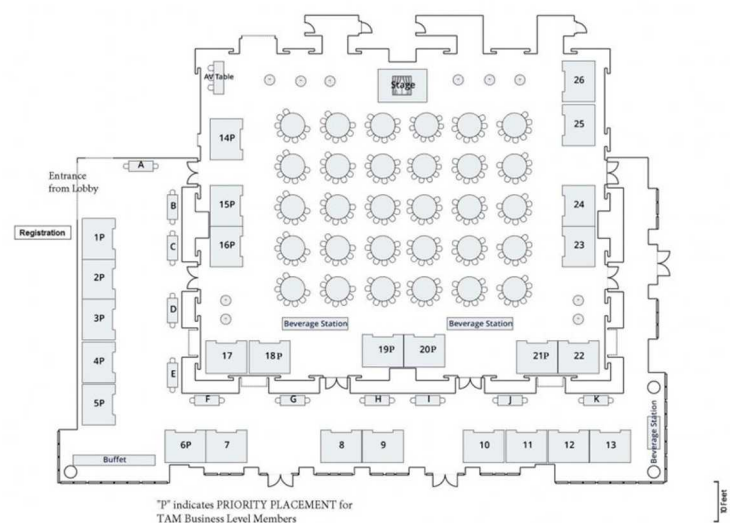 AV Table
Stage
26
25
14P
A
Entrance
from Lobby
B
15P
24
Registration
C
16P
23
1P
2P
D
3P
Beverage Station
Beverage Station
4P
E
17
18P
19P
20P
21P
22
5P
F
G
H
I
J
K
Beverage Station
6P
7
8
9
10
11
12
13
Buffet
10 Feet
"P" indicates PRIORITY PLACEMENT for
TAM Business Level Members